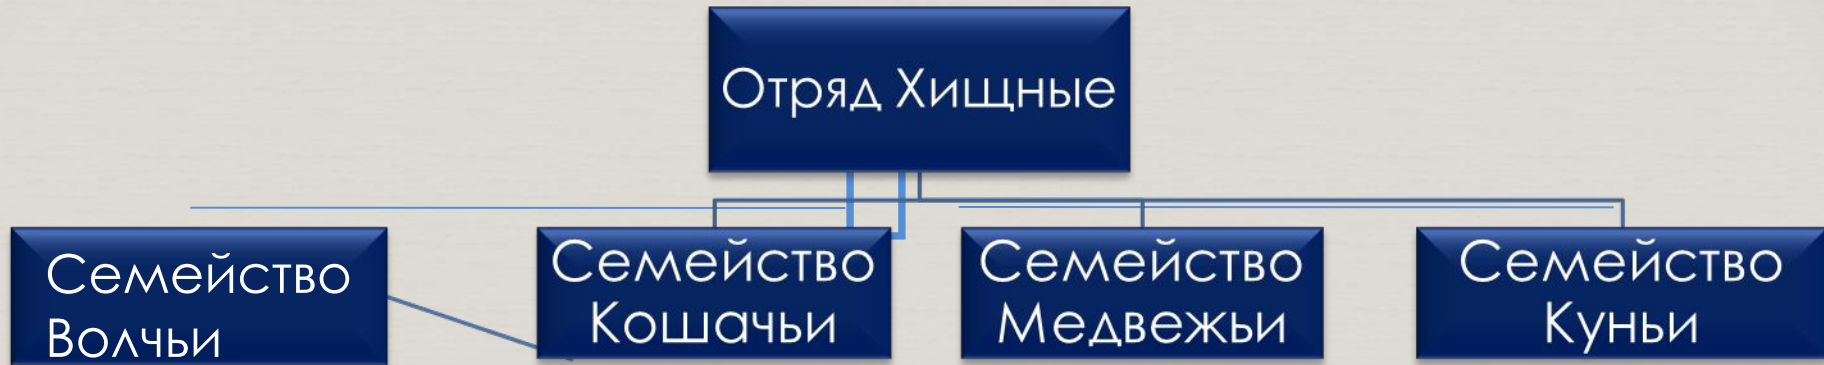 Отряд Хищные
Семейство
Волчьи
Семейство
Кошачьи
Семейство
Медвежьи
Семейство
Куньи